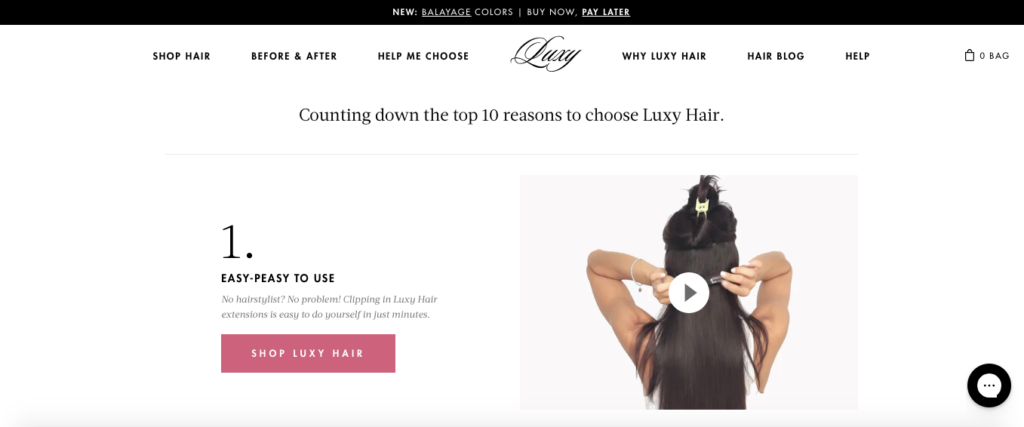 NEW: BALAYAGE COLORS | BUY NOW, PAY LATER
SHOP HAIR BEFORE & AFTER HELP ME CHOOSE Luxy WHY LUXY HAIR HAIR BLOG HELP 0 BAG
Counting down the top 10 reasons to choose Luxy Hair.
1.
EASY-PEASY TO USE
No hairstylist? No problem! Clipping in Luxy Hair
extensions is easy to do yourself in just minutes.
SHOP LUXY HAIR